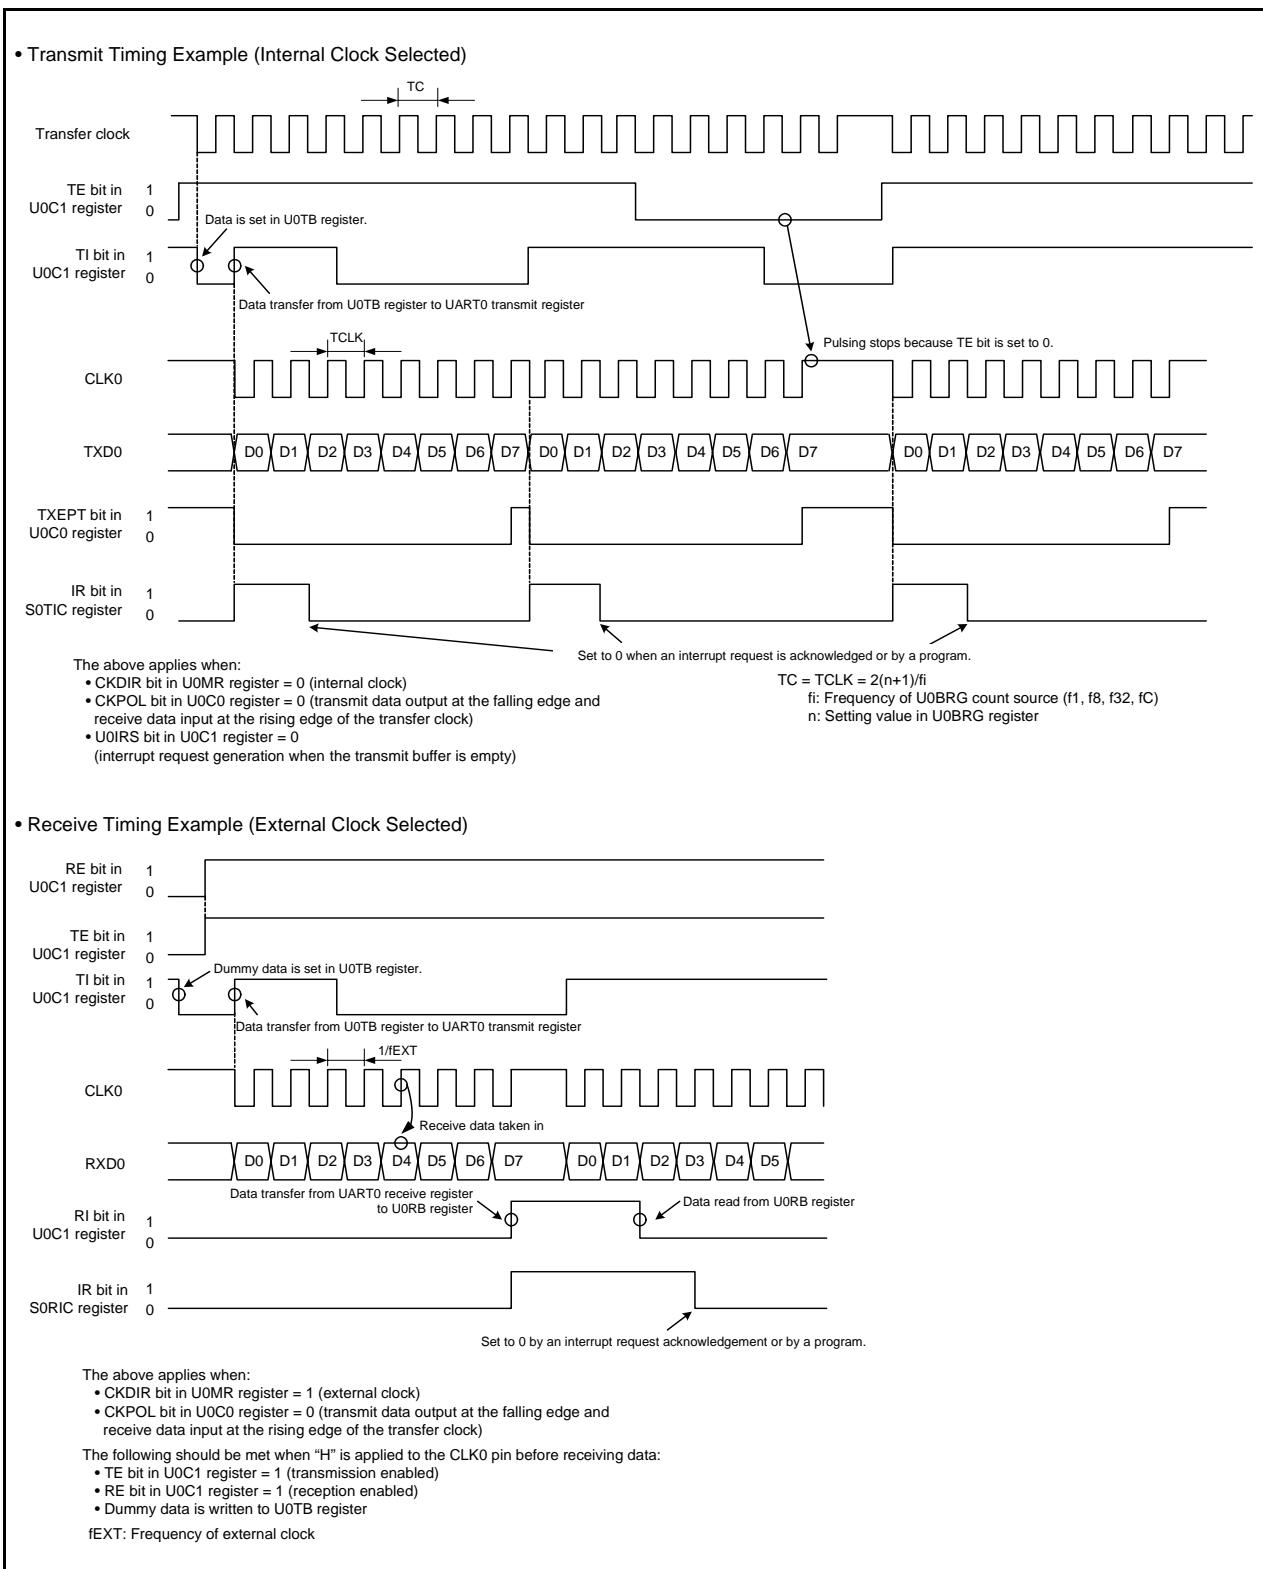 • Transmit Timing Example (Internal Clock Selected)
TC
Transfer clock
TE bit in 1
U0C1 register 0
Data is set in U0TB register.
TI bit in 1
U0C1 register 0
Data transfer from U0TB register to UART0 transmit register
TCLK
Pulsing stops because TE bit is set to 0.
CLK0
TXD0 D0 D1 D2 D3 D4 D5 D6 D7 D0 D1 D2 D3 D4 D5 D6 D7 D0 D1 D2 D3 D4 D5 D6 D7
TXEPT bit in 1
U0C0 register 0
IR bit in 1
S0TIC register 0
Set to 0 when an interrupt request is acknowledged or by a program.
The above applies when:
• CKDIR bit in U0MR register = 0 (internal clock)
• CKPOL bit in U0C0 register = 0 (transmit data output at the falling edge and
receive data input at the rising edge of the transfer clock)
• U0IRS bit in U0C1 register = 0
(interrupt request generation when the transmit buffer is empty)
TC = TCLK = 2(n+1)/fi
fi: Frequency of U0BRG count source (f1, f8, f32, fC)
n: Setting value in U0BRG register
• Receive Timing Example (External Clock Selected)
RE bit in 1
U0C1 register 0
TE bit in 1
U0C1 register 0
Dummy data is set in U0TB register.
TI bit in 1
U0C1 register 0
Data transfer from U0TB register to UART0 transmit register
1/fEXT
CLK0
Receive data taken in
RXD0 D0 D1 D2 D3 D4 D5 D6 D7 D0 D1 D2 D3 D4 D5
Data transfer from UART0 receive register
to U0RB register
Data read from U0RB register
RI bit in 1
U0C1 register 0
IR bit in 1
S0RIC register 0
Set to 0 by an interrupt request acknowledgement or by a program.
The above applies when:
• CKDIR bit in U0MR register = 1 (external clock)
• CKPOL bit in U0C0 register = 0 (transmit data output at the falling edge and
receive data input at the rising edge of the transfer clock)
The following should be met when “H” is applied to the CLK0 pin before receiving data:
• TE bit in U0C1 register = 1 (transmission enabled)
• RE bit in U0C1 register = 1 (reception enabled)
• Dummy data is written to U0TB register
fEXT: Frequency of external clock